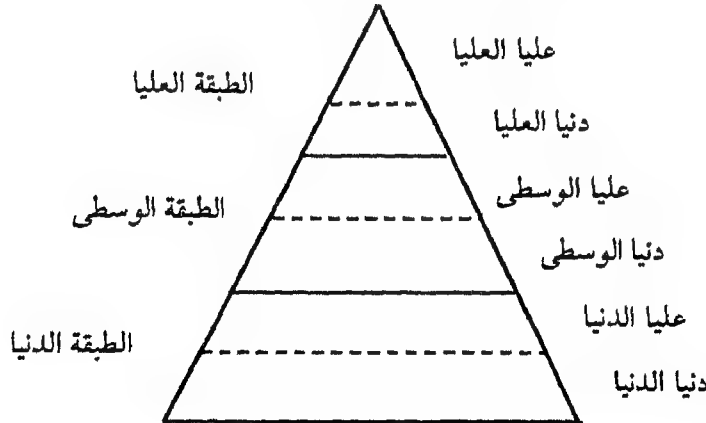 عليا العليا
الطبقة العليا
دنيا العليا
عليا الوسطى
الطبقة الوسطى
دنيا الوسطى
عليا الدنيا
الطبقة الدنيا
دنيا الدنيا